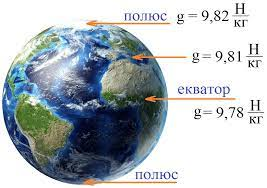 полюс
g = 9,82 Н/кг
g = 9,81 Н/кг
екватор
g = 9,78 Н/кг
полюс